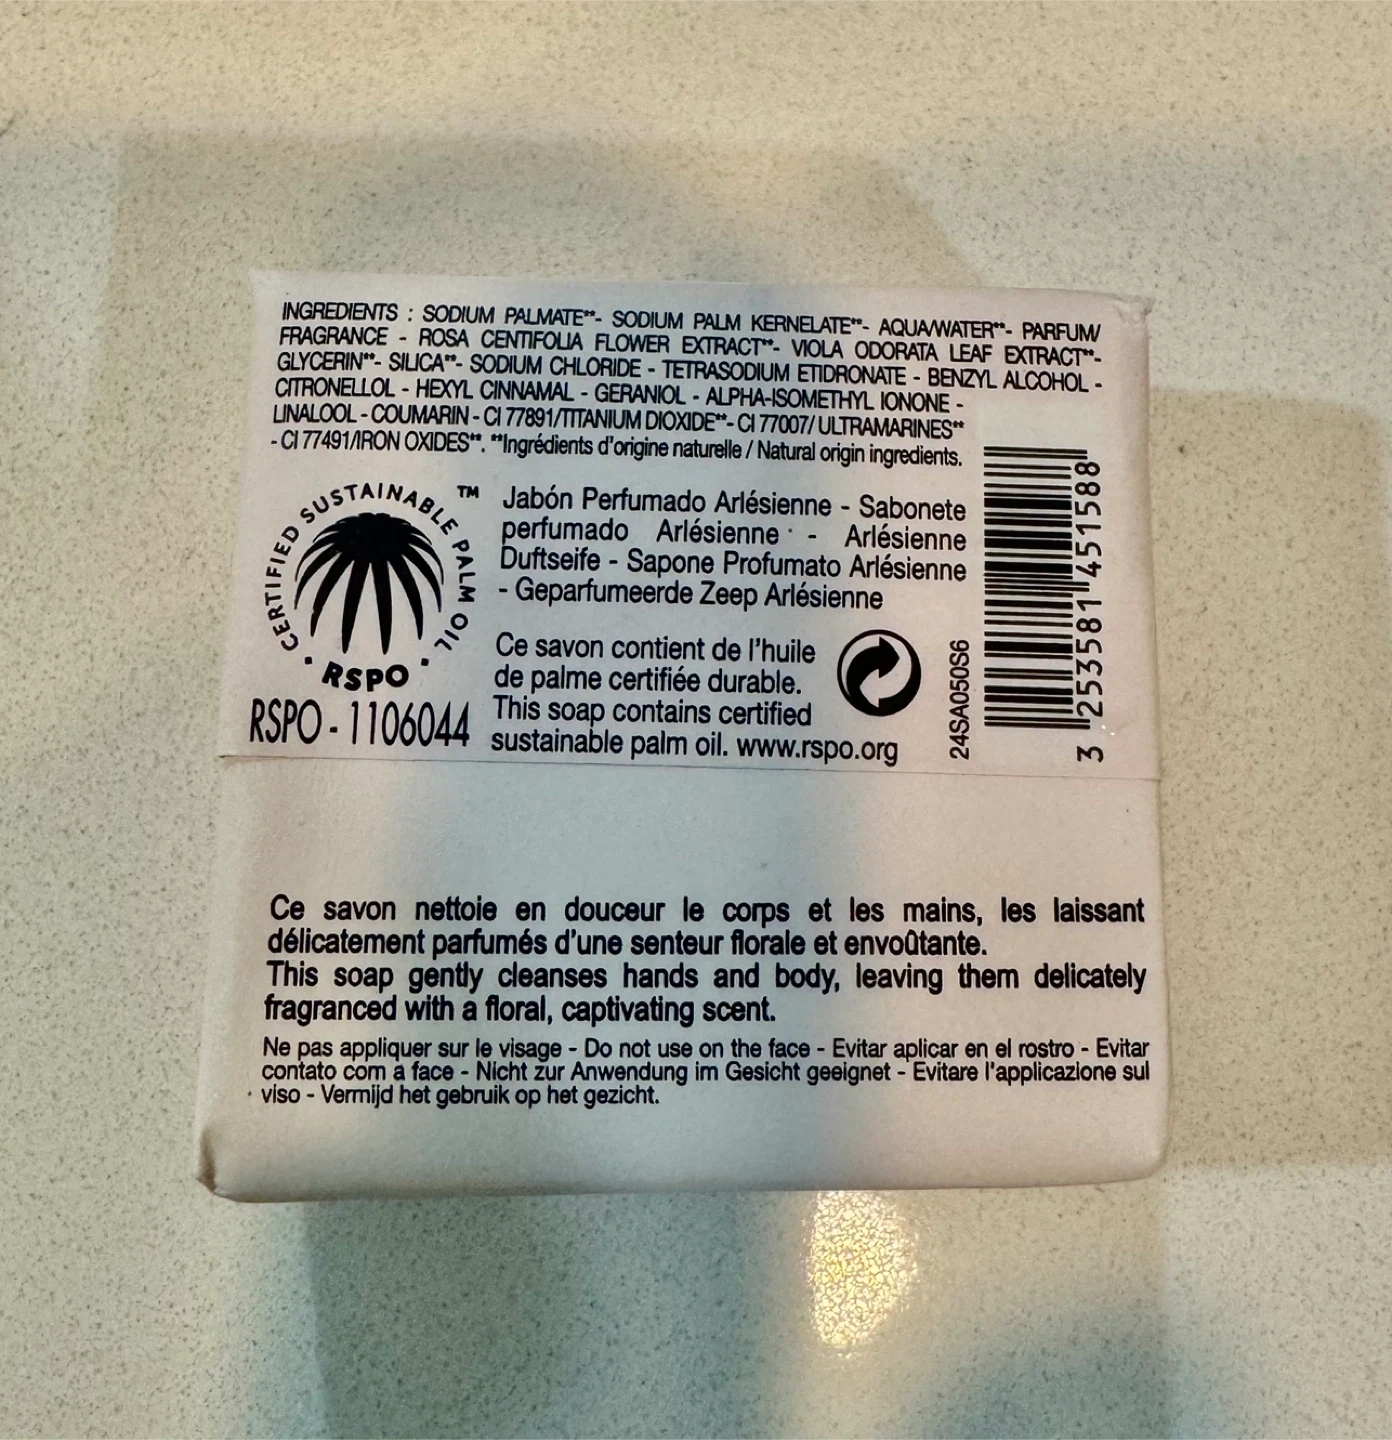 INGREDIENTS : SODIUM PALMATE**- SODIUM PALM KERNELATE**- AQUA/WATER**- PARFUM/
FRAGRANCE - ROSA CENTIFOLIA FLOWER EXTRACT**- VIOLA ODORATA LEAF EXTRACT**-
GLYCERIN**- SILICA**- SODIUM CHLORIDE - TETRASODIUM ETIDRONATE - BENZYL ALCOHOL -
CITRONELLOL - HEXYL CINNAMAL - GERANIOL - ALPHA-ISOMETHYL IONONE -
LINALOOL - COUMARIN - CI 77891/TITANIUM DIOXIDE**- CI 77007/ ULTRAMARINES**
- CI 77491/IRON OXIDES**. **Ingrédients d'origine naturelle / Natural origin ingredients.
CERTIFIED SUSTAINABLE PALM OIL TM
RSPO
RSPO - 1106044
Jabón Perfumado Arlésienne - Sabonete
perfumado Arlésienne - Arlésienne
Duftseife - Sapone Profumato Arlésienne
- Geparfumeerde Zeep Arlésienne
Ce savon contient de l'huile
de palme certifiée durable.
This soap contains certified
sustainable palm oil. www.rspo.org
24SA050S6
3 253581 451588
Ce savon nettoie en douceur le corps et les mains, les laissant
délicatement parfumés d'une senteur florale et envoûtante.
This soap gently cleanses hands and body, leaving them delicately
fragranced with a floral, captivating scent.
Ne pas appliquer sur le visage - Do not use on the face - Evitar aplicar en el rostro - Evitar
contato com a face - Nicht zur Anwendung im Gesicht geeignet - Evitare l'applicazione sul
viso - Vermijd het gebruik op het gezicht.